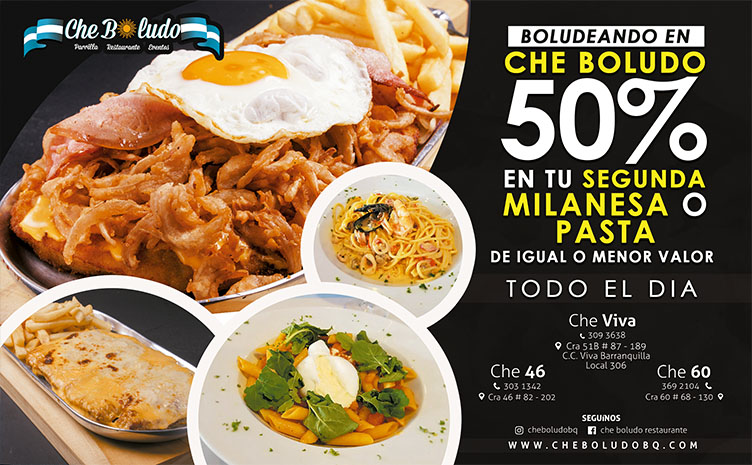 Che Boludo
Parrilla Restaurante Eventos
BOLUDEANDO EN
CHE BOLUDO
50%
EN TU SEGUNDA
MILANESA O
PASTA
DE IGUAL O MENOR VALOR
TODO EL DIA
Che Viva
309 3638
Cra 51B # 87 - 189
C.C. Viva Barranquilla
Local 306
Che 46
303 1342
Cra 46 # 82 - 202
Che 60
369 2104
Cra 60 # 68 - 130
SEGUíNOS
cheboludobq che boludo restaurante
WWW.CHEBOLUDOBQ.COM